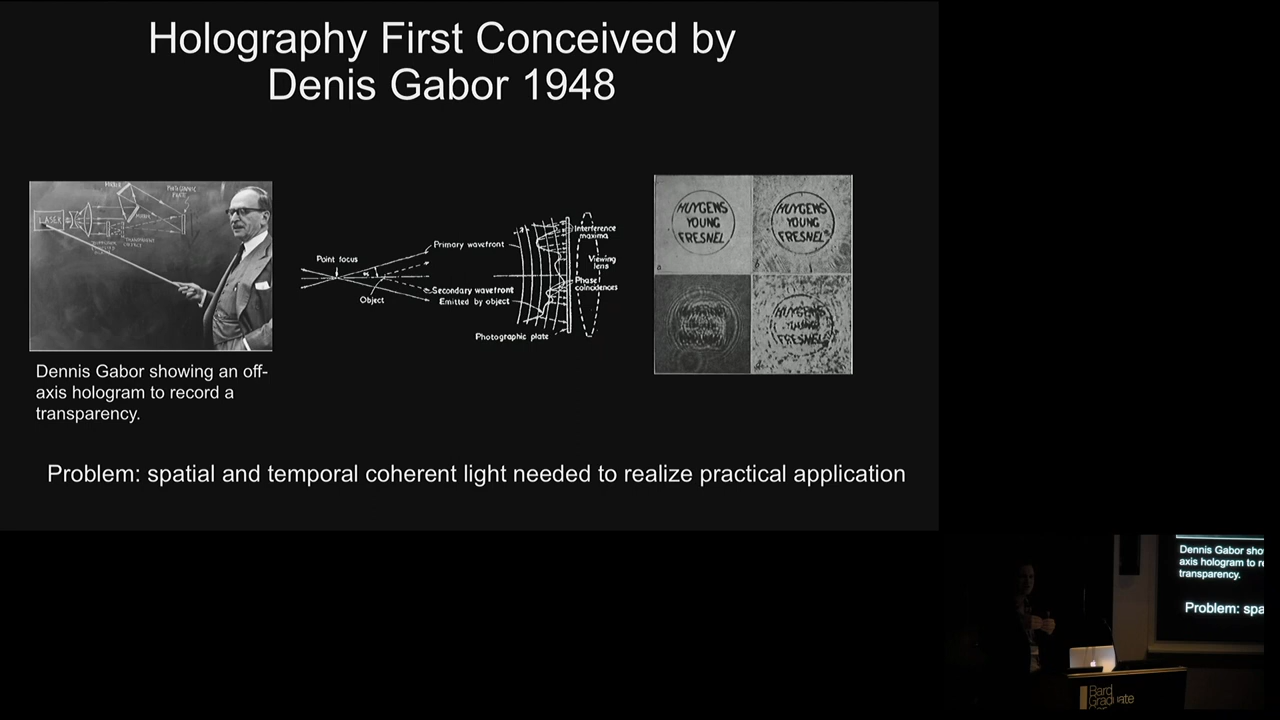 Holography First Conceived by
Denis Gabor 1948
LASER
Dennis Gabor showing an off-
axis hologram to record a
transparency.
Point focus
Object
Primary wavefront
Secondary wavefront
Emitted by object
Photographic plate
Interference
maxima
Viewing
lens
Phase
coincidences
HUYGENS
YOUNG
FRESNEL
a
HUYGENS
YOUNG
FRESNEL
HUYGENS
YOUNG
FRESNEL
Problem: spatial and temporal coherent light needed to realize practical application
Dennis Gabor sho
axis hologram to re
transparency.
Problem: spa
Bard
Graduate